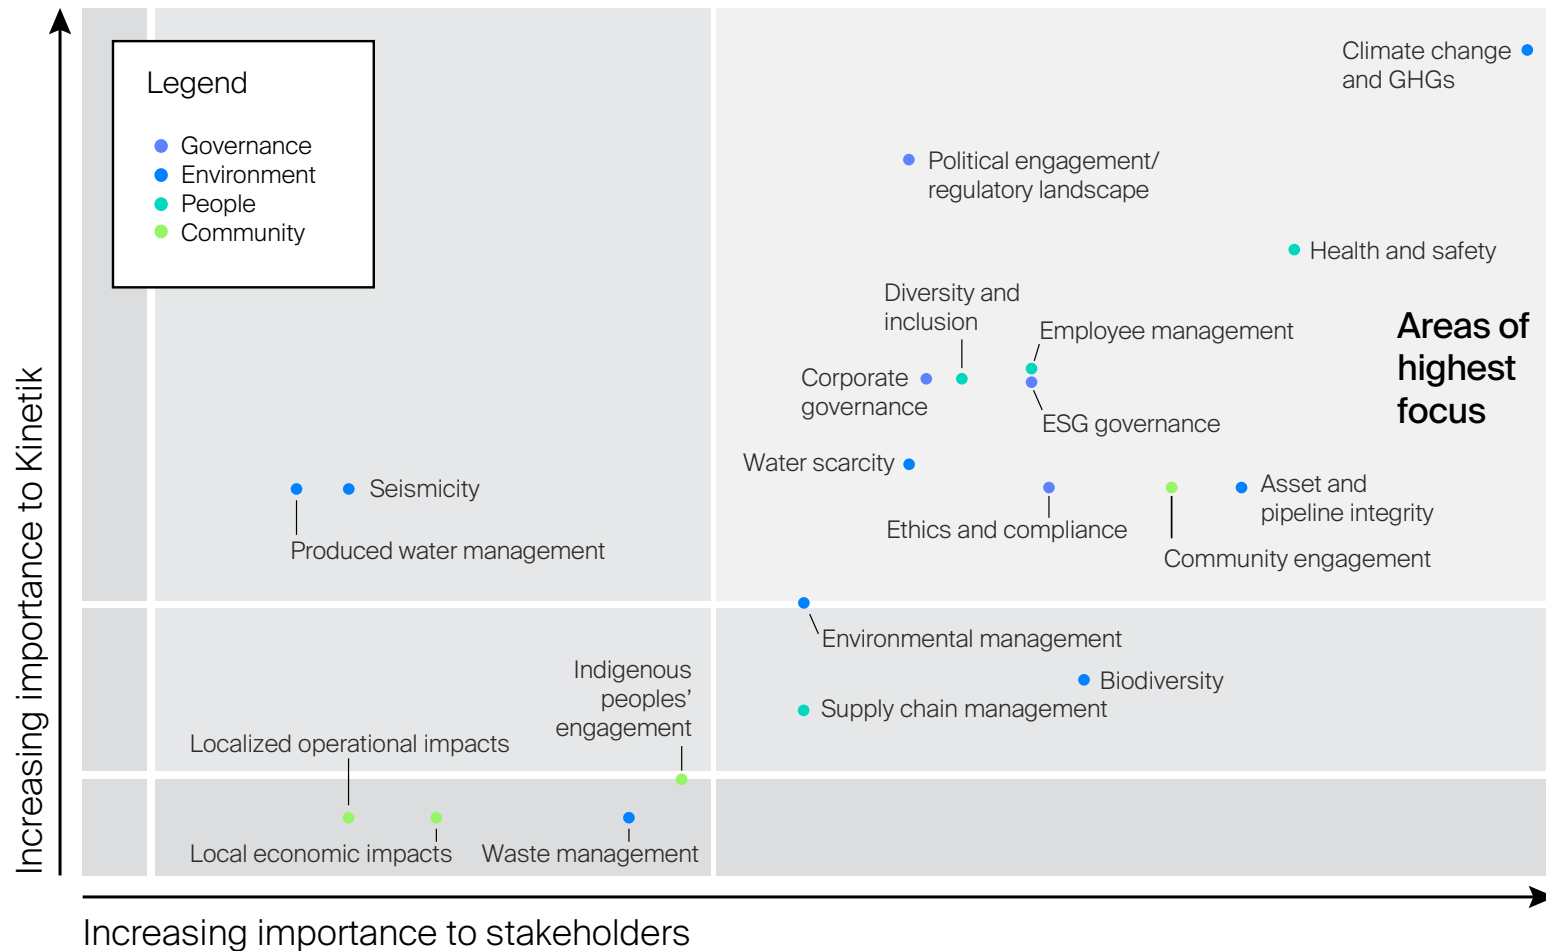 Legend
Governance
Environment
People
Community
Climate change
and GHGs
Political engagement/
regulatory landscape
Health and safety
Diversity and
inclusion
Employee management
Areas of
highest
focus
Corporate
governance
ESG governance
Water scarcity
Seismicity
Asset and
pipeline integrity
Ethics and compliance
Produced water management
Community engagement
Environmental management
Indigenous
peoples’
engagement
Biodiversity
Supply chain management
Localized operational impacts
Local economic impacts
Waste management
Increasing importance to Kinetik
Increasing importance to stakeholders